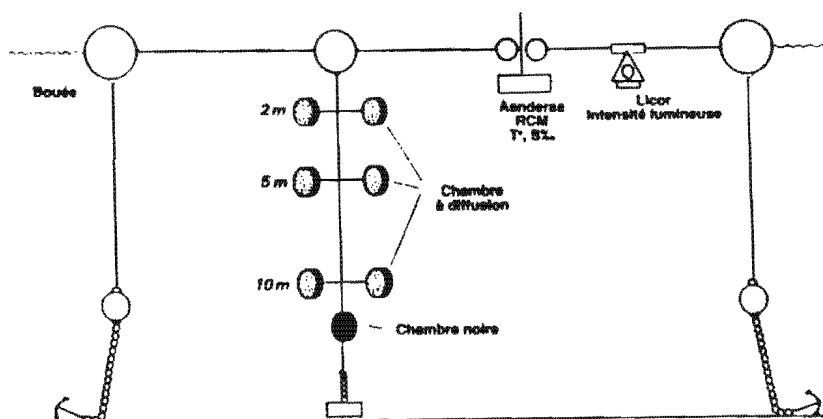 Bouée
2 m
5 m
10 m
Aanderaa
RCM
T°, S‰
Licor
Intensité lumineuse
Chambre
à diffusion
Chambre noire